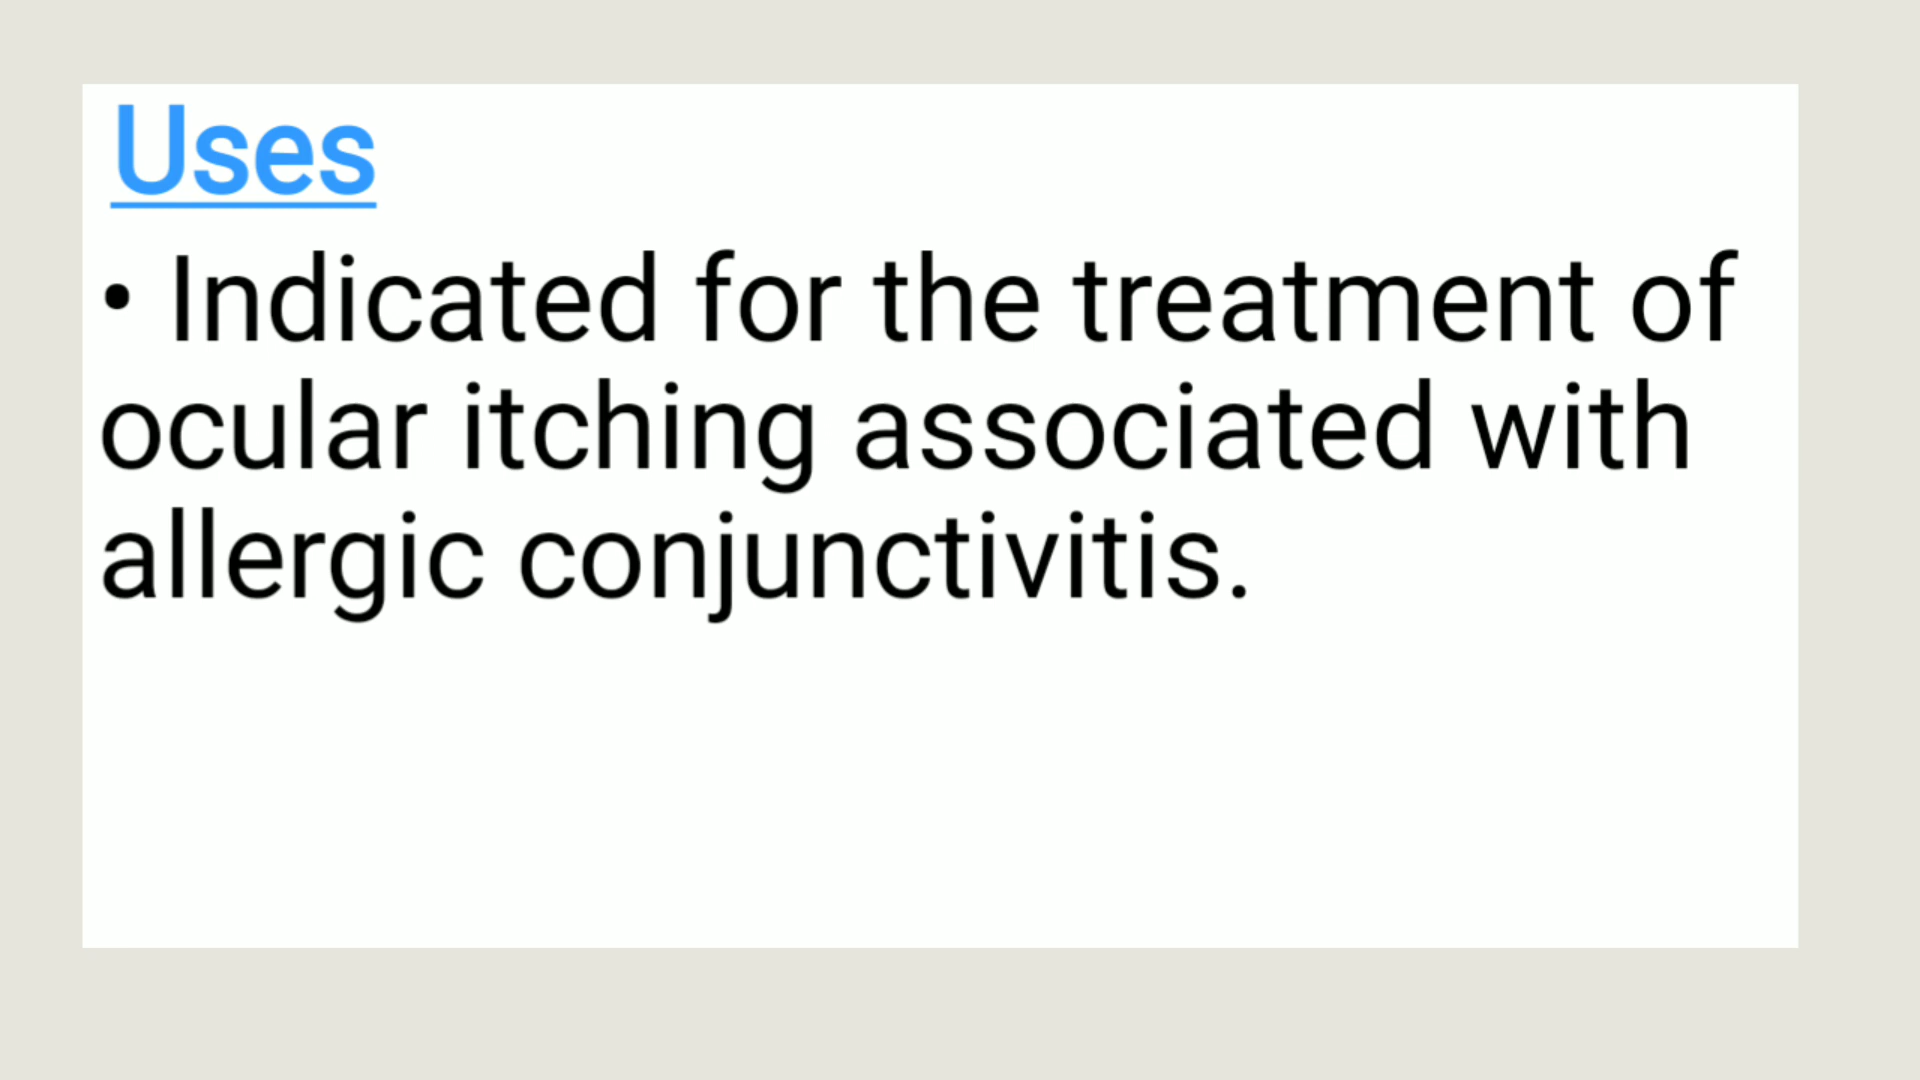 Uses
• Indicated for the treatment of
ocular itching associated with
allergic conjunctivitis.